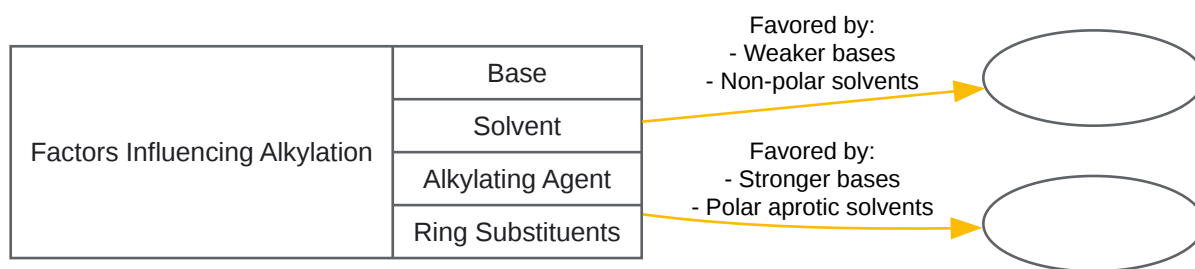 Factors Influencing Alkylation
Base
Solvent
Alkylating Agent
Ring Substituents
Favored by:
- Weaker bases
- Non-polar solvents
Favored by:
- Stronger bases
- Polar aprotic solvents